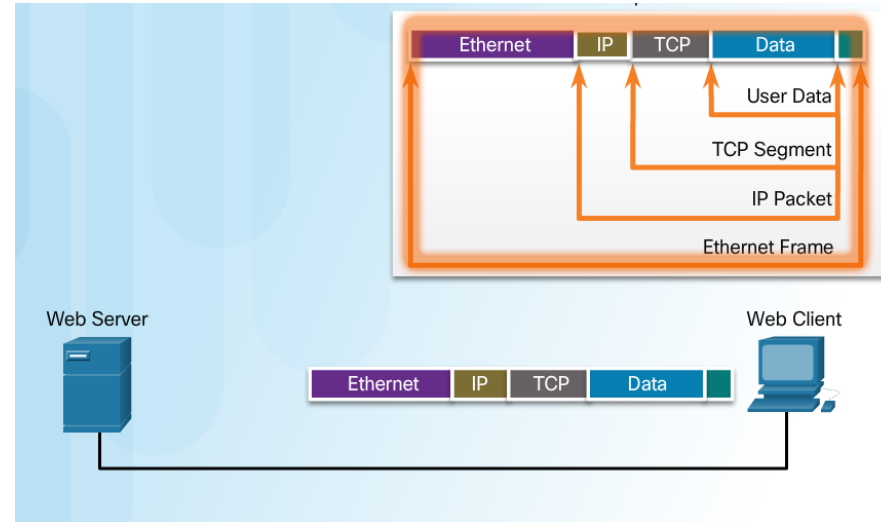 Ethernet IP TCP Data
User Data
TCP Segment
IP Packet
Ethernet Frame
Web Server
Web Client
Ethernet IP TCP Data